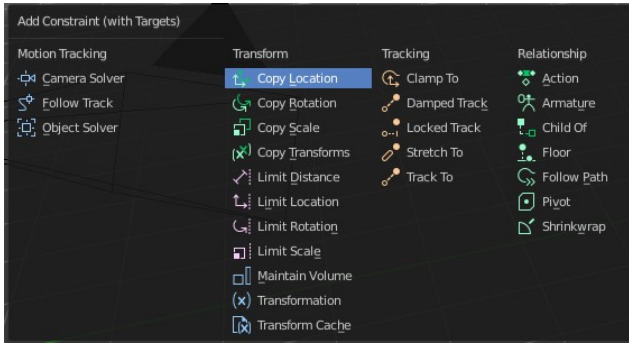 Add Constraint (with Targets)
Motion Tracking
Camera Solver
Follow Track
Object Solver
Transform
Copy Location
Copy Rotation
Copy Scale
Copy Transforms
Limit Distance
Limit Location
Limit Rotation
Limit Scale
Maintain Volume
Transformation
Transform Cache
Tracking
Clamp To
Damped Track
Locked Track
Stretch To
Track To
Relationship
Action
Armature
Child Of
Floor
Follow Path
Pivot
Shrinkwrap